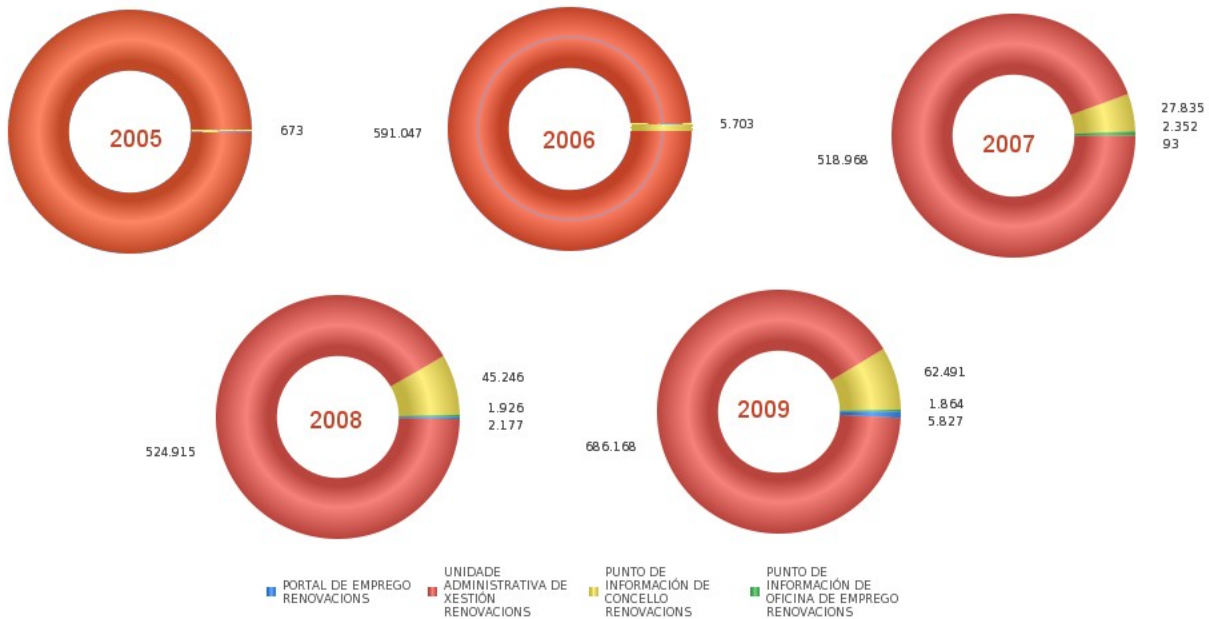 2005
673
591.047
2006
5.703
518.968
2007
27.835
2.352
93
524.915
2008
45.246
1.926
2.177
686.168
2009
62.491
1.864
5.827
PORTAL DE EMPREGO
RENOVACIONS
UNIDADE
ADMINISTRATIVA DE
XESTIÓN
RENOVACIONS
PUNTO DE
INFORMACIÓN DE
CONCELLO
RENOVACIONS
PUNTO DE
INFORMACIÓN DE
OFICINA DE EMPREGO
RENOVACIONS